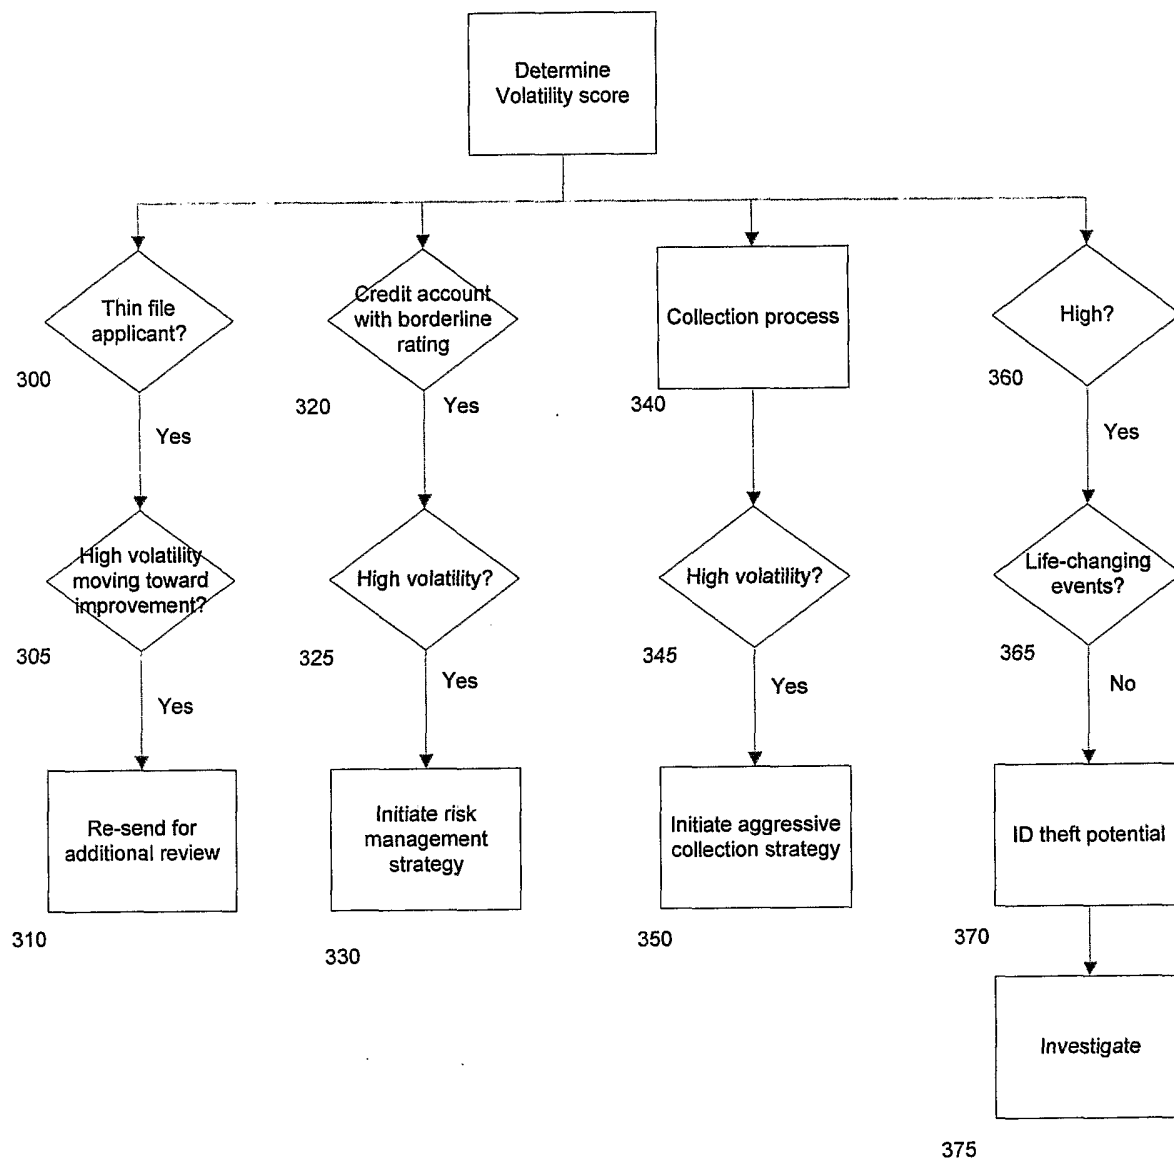 Determine
Volatility score
Thin file
applicant?
300
Yes
High volatility
moving toward
improvement?
305
Yes
Re-send for
additional review
310
Credit account
with borderline
rating
320
Yes
High volatility?
325
Yes
Initiate risk
management
strategy
330
Collection process
340
High volatility?
345
Yes
Initiate aggressive
collection strategy
350
High?
360
Yes
Life-changing
events?
365
No
ID theft potential
370
Investigate
375